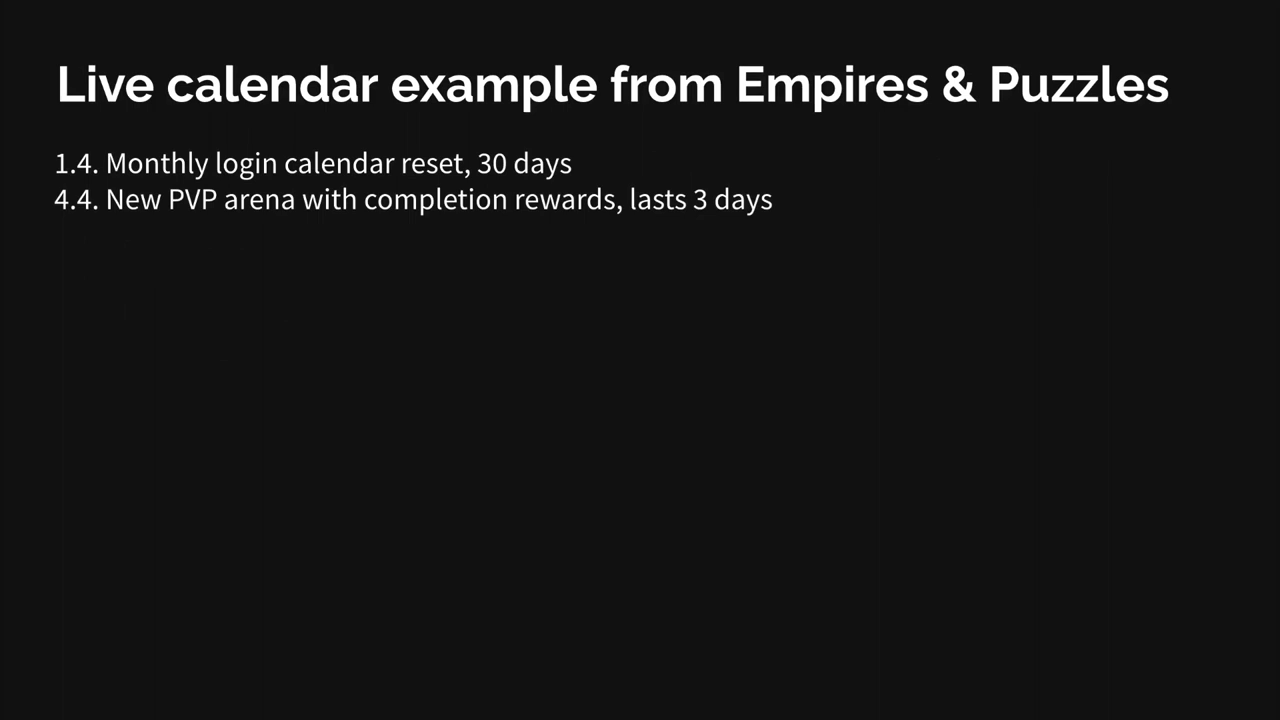 Live calendar example from Empires & Puzzles
1.4. Monthly login calendar reset, 30 days
4.4. New PVP arena with completion rewards, lasts 3 days